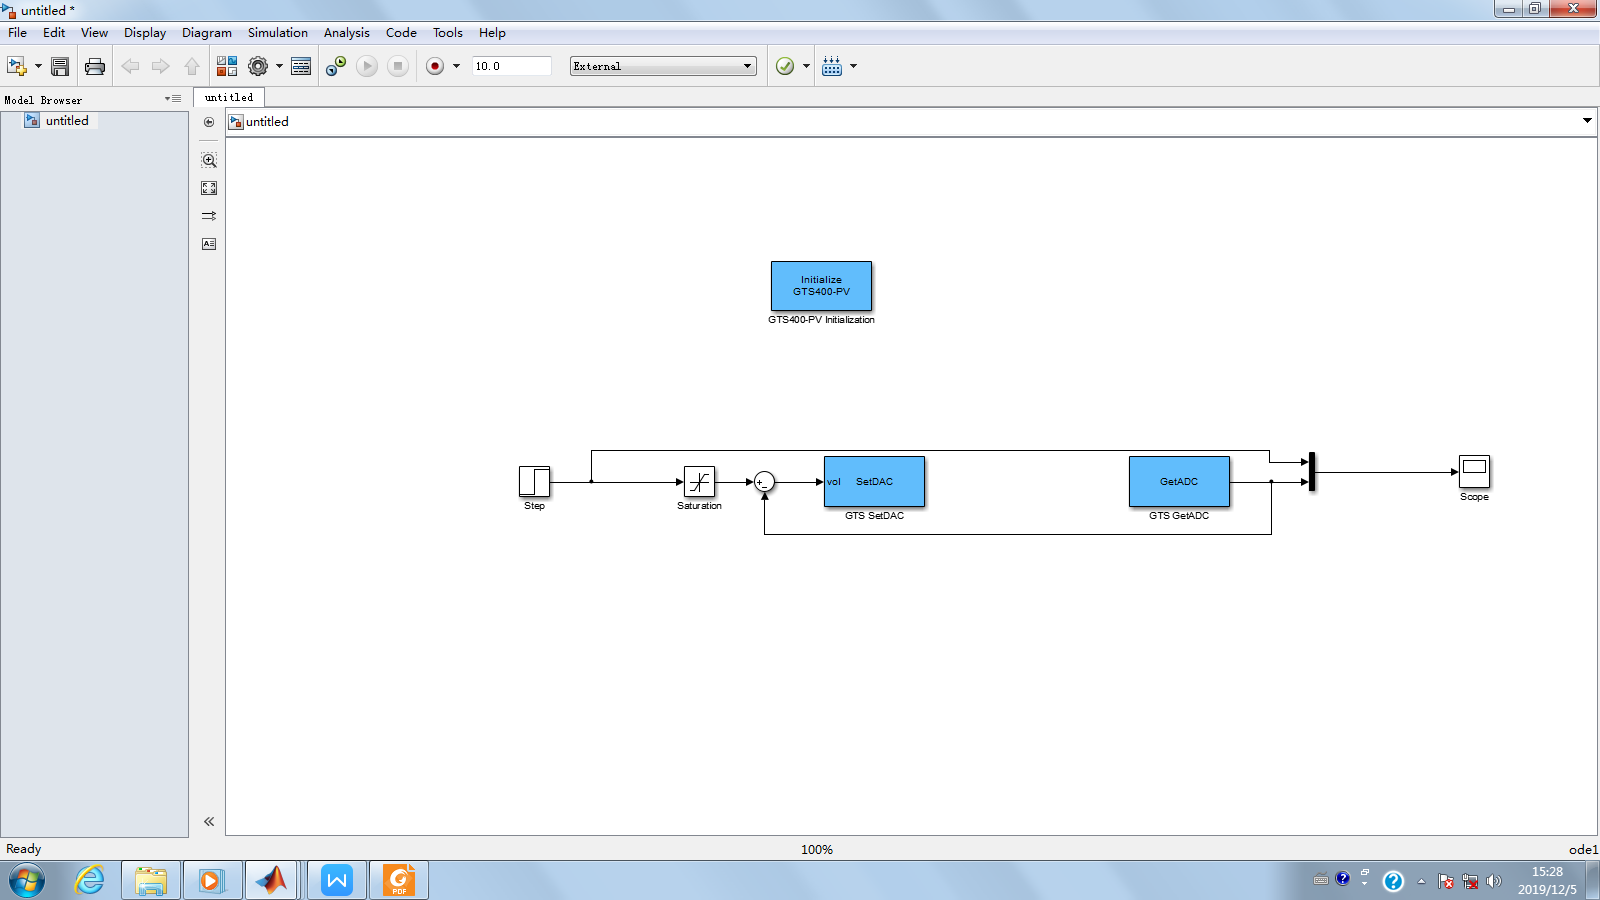 untitled *
File Edit View Display Diagram Simulation Analysis Code Tools Help
10.0 External
Model Browser
untitled
untitled
untitled
Initialize
GTS400-PV
GTS400-PV Initialization
Step
Saturation
vol SetDAC
GTS SetDAC
GetADC
GTS GetADC
Scope
Ready 100% ode1
W
PDF
15:28
2019/12/5